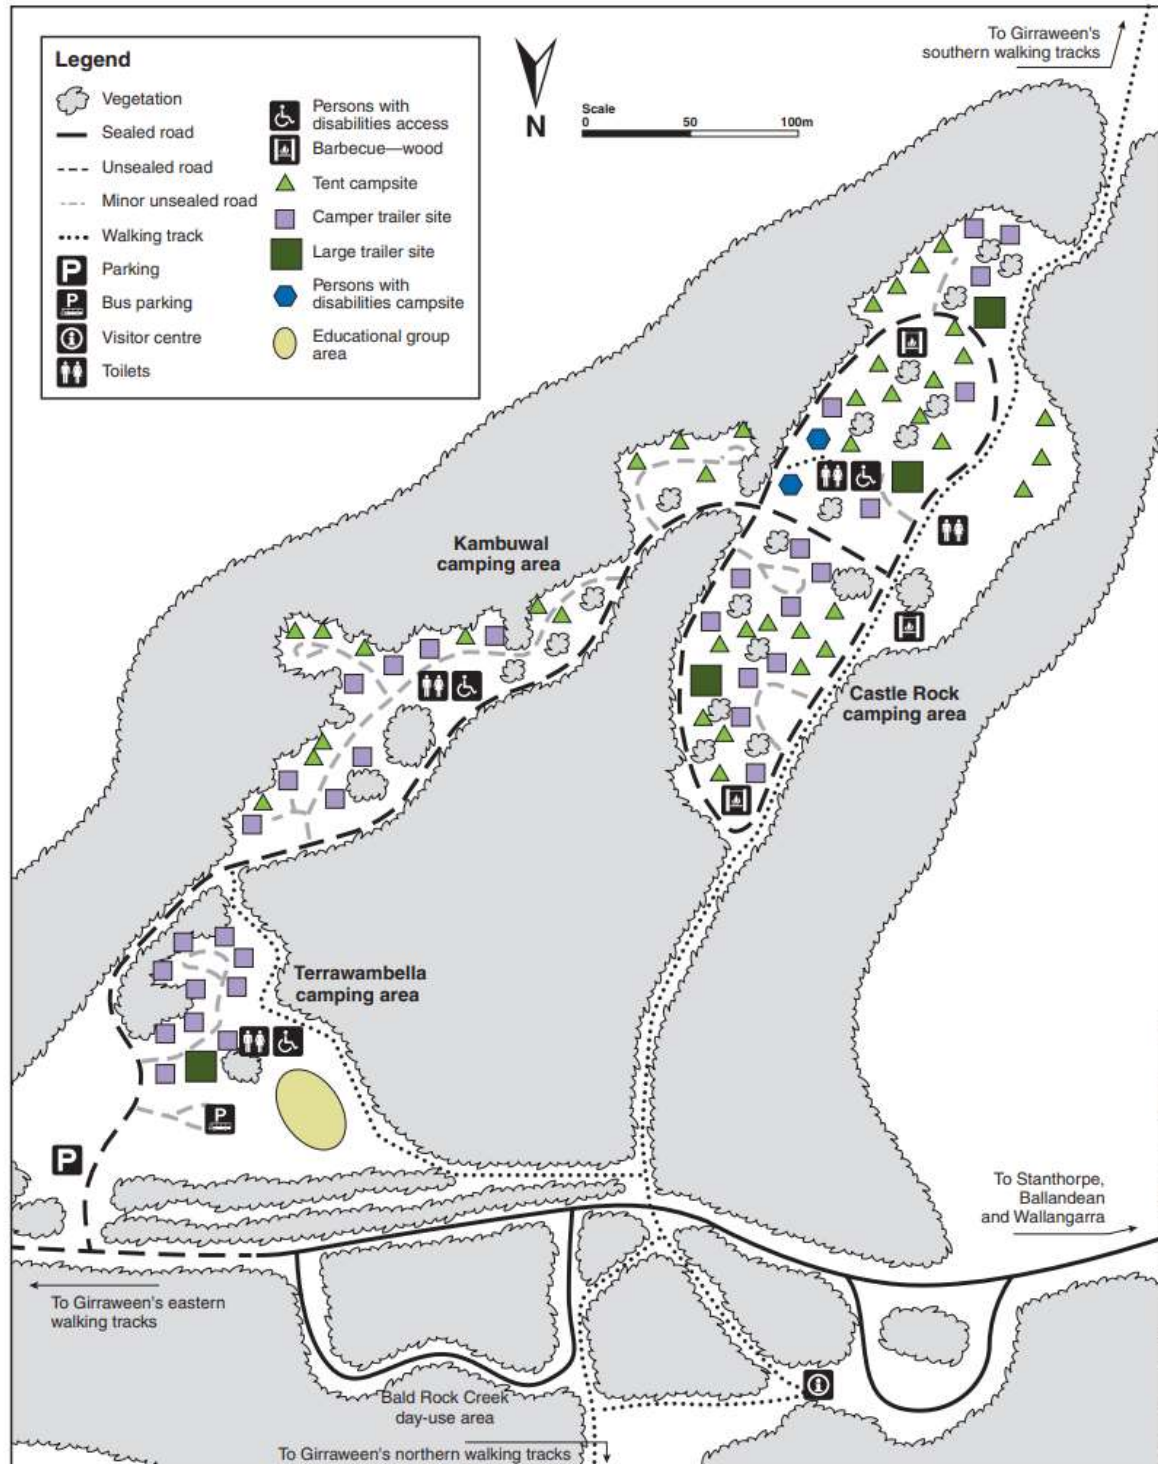 To Girraween's
southern walking tracks
Legend
Vegetation
Sealed road
Unsealed road
Minor unsealed road
Walking track
P
Parking
P
Bus parking
Visitor centre
Toilets
Persons with
disabilities access
Barbecue—wood
Tent campsite
Camper trailer site
Large trailer site
Persons with
disabilities campsite
Educational group
area
N
Scale
0 50 100m
Kambuwal
camping area
Castle Rock
camping area
Terrawambella
camping area
P
P
To Stanthorpe,
Ballandean
and Wallangarra
To Girraween's eastern
walking tracks
Bald Rock Creek
day-use area
To Girraween's northern walking tracks